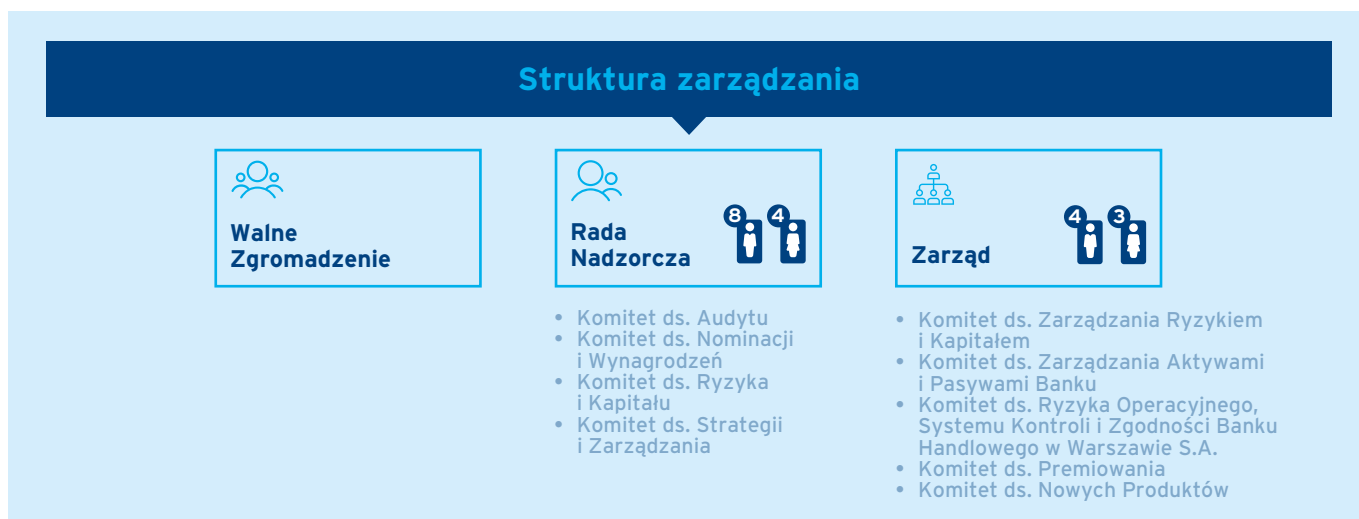 Struktura zarządzania
Walne
Zgromadzenie
Rada
Nadzorcza
8 4
Zarząd
4 3
• Komitet ds. Audytu
• Komitet ds. Nominacji
i Wynagrodzeń
• Komitet ds. Ryzyka
i Kapitału
• Komitet ds. Strategii
i Zarządzania
• Komitet ds. Zarządzania Ryzykiem
i Kapitałem
• Komitet ds. Zarządzania Aktywami
i Pasywami Banku
• Komitet ds. Ryzyka Operacyjnego,
Systemu Kontroli i Zgodności Banku
Handlowego w Warszawie S.A.
• Komitet ds. Premiowania
• Komitet ds. Nowych Produktów